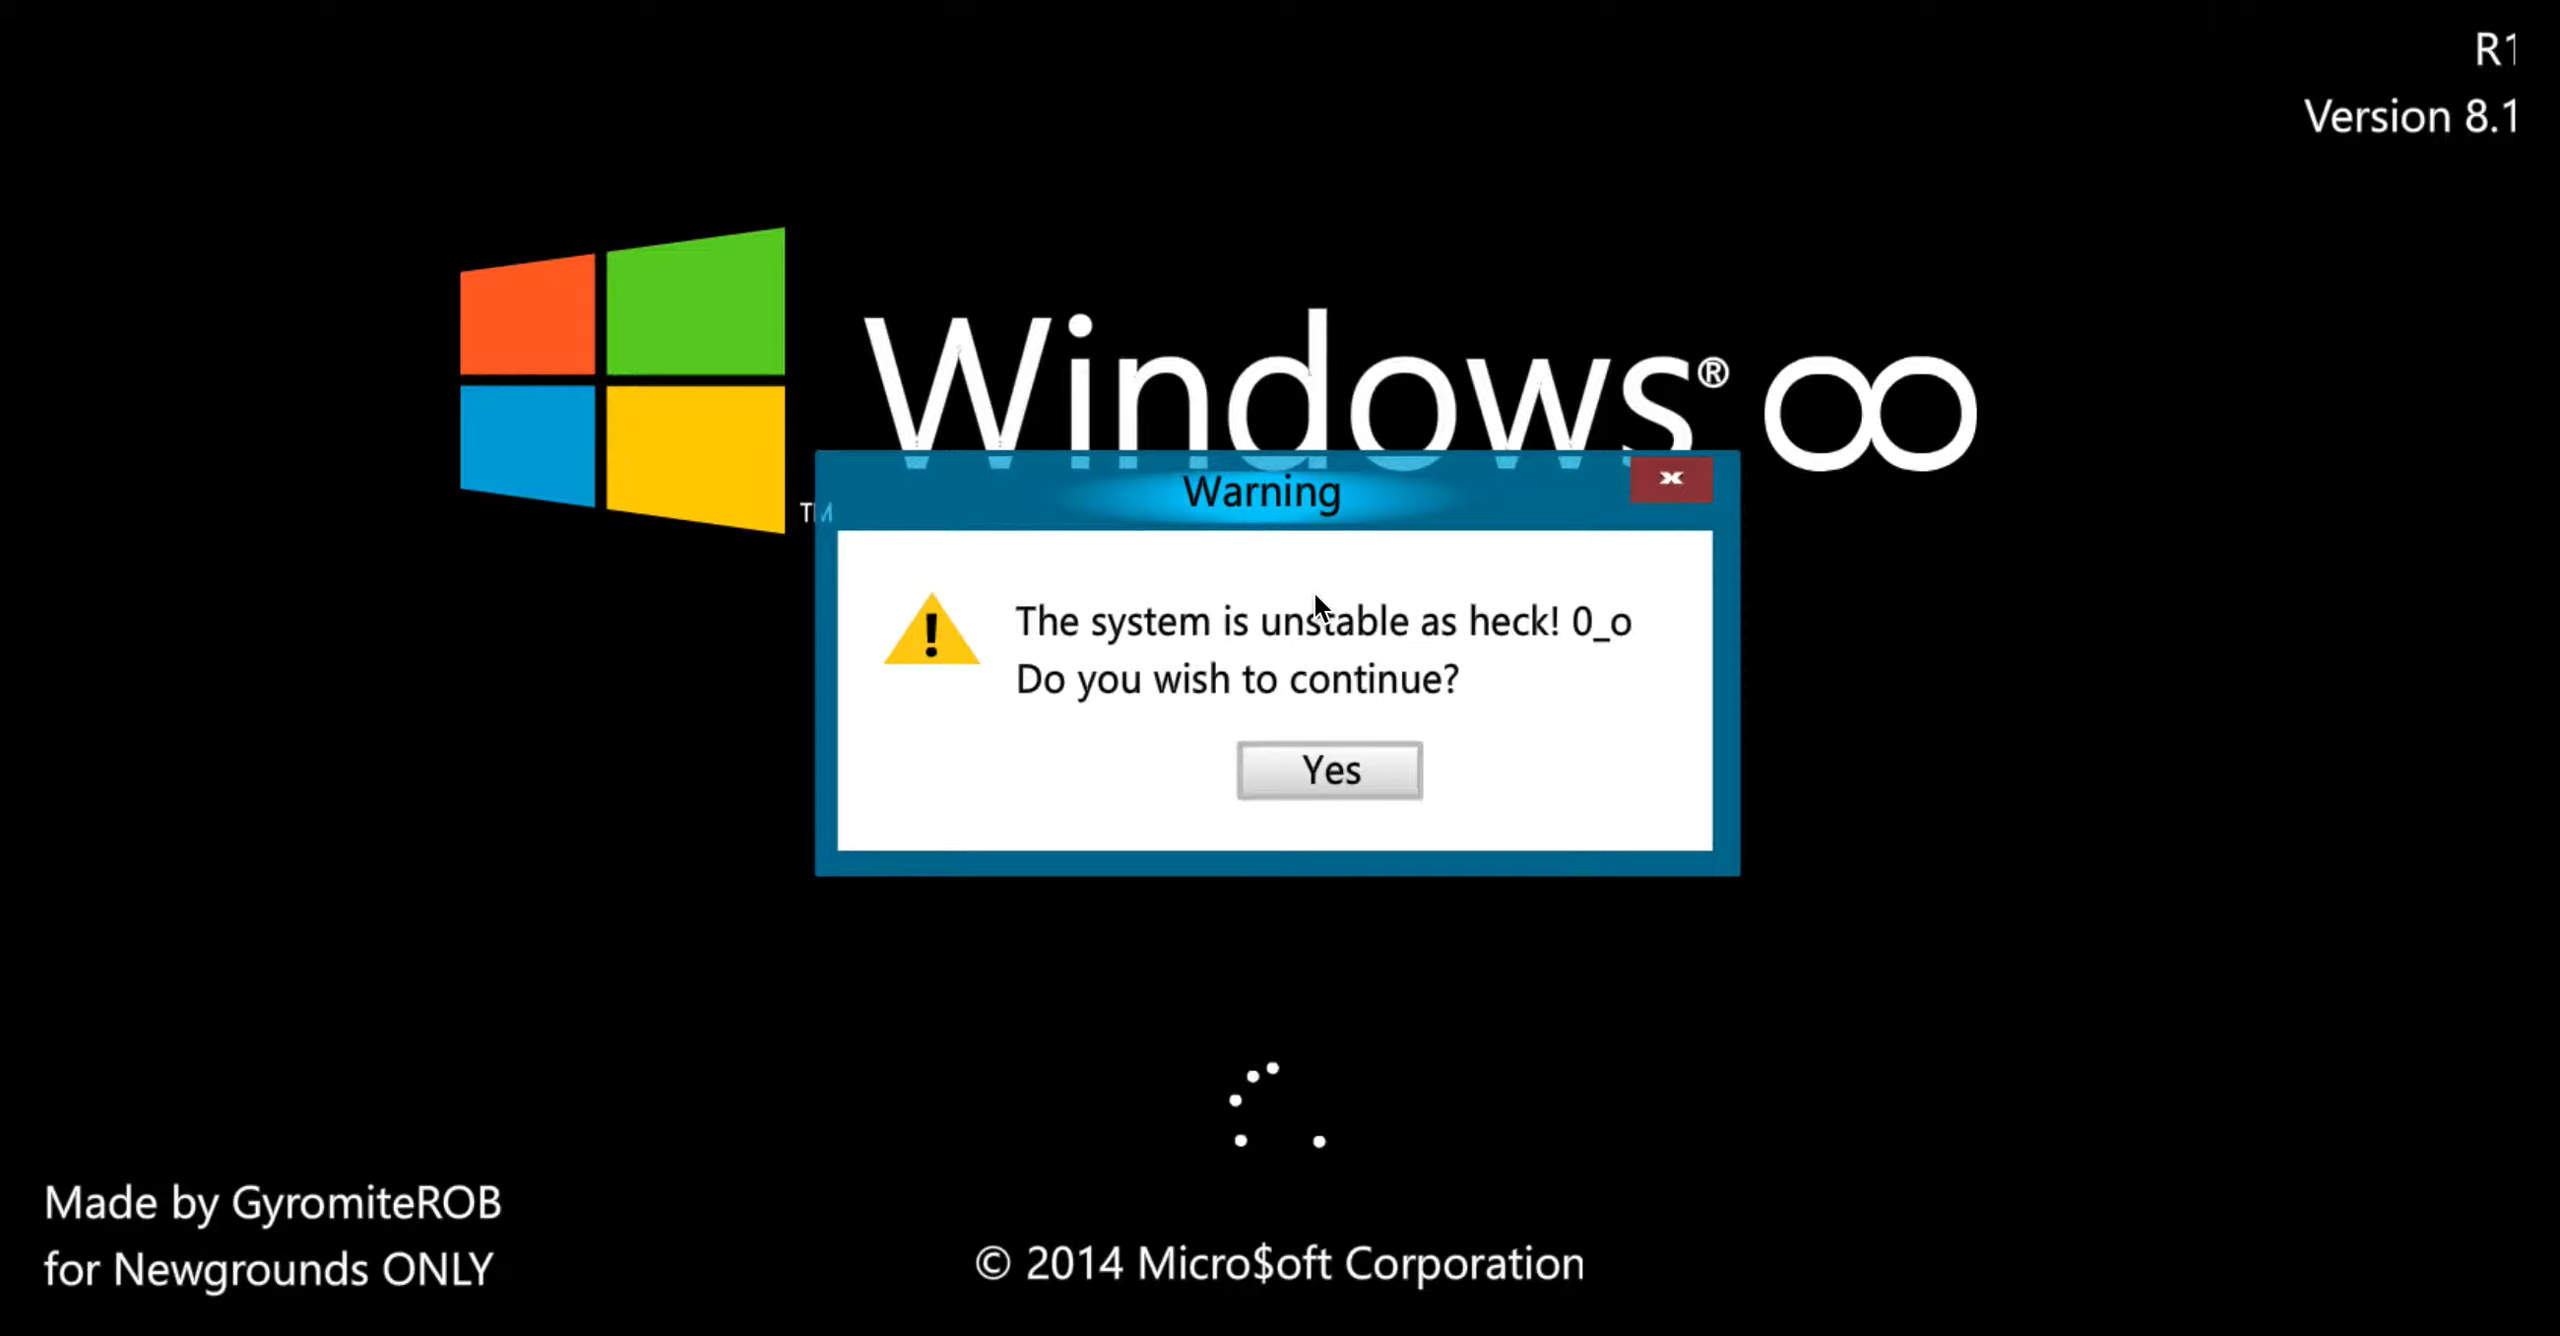 R1
Version 8.1
Windows® ∞
TM
Warning
The system is unstable as heck! 0_o
Do you wish to continue?
Yes
Made by GyromiteROB
for Newgrounds ONLY
© 2014 Micro$oft Corporation